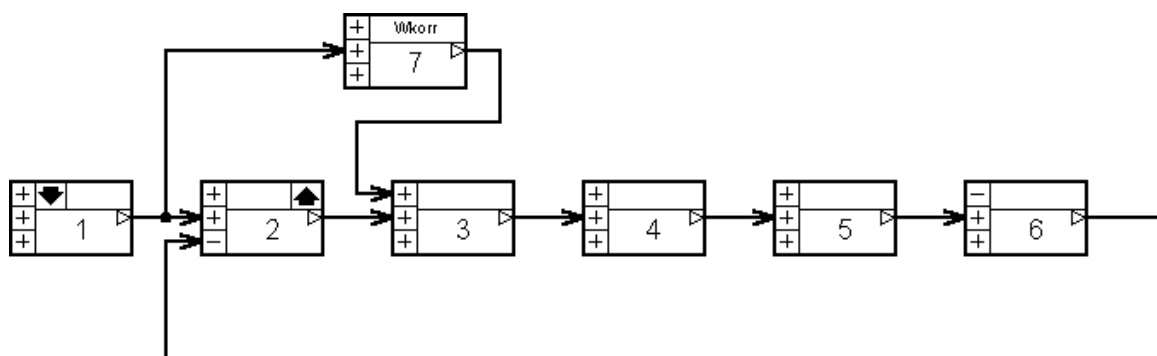 + Wkorr
+ 7
+
+ + + + + -
+ 1 + 2 + 3 + 4 + 5 + 6
+ - + + + +